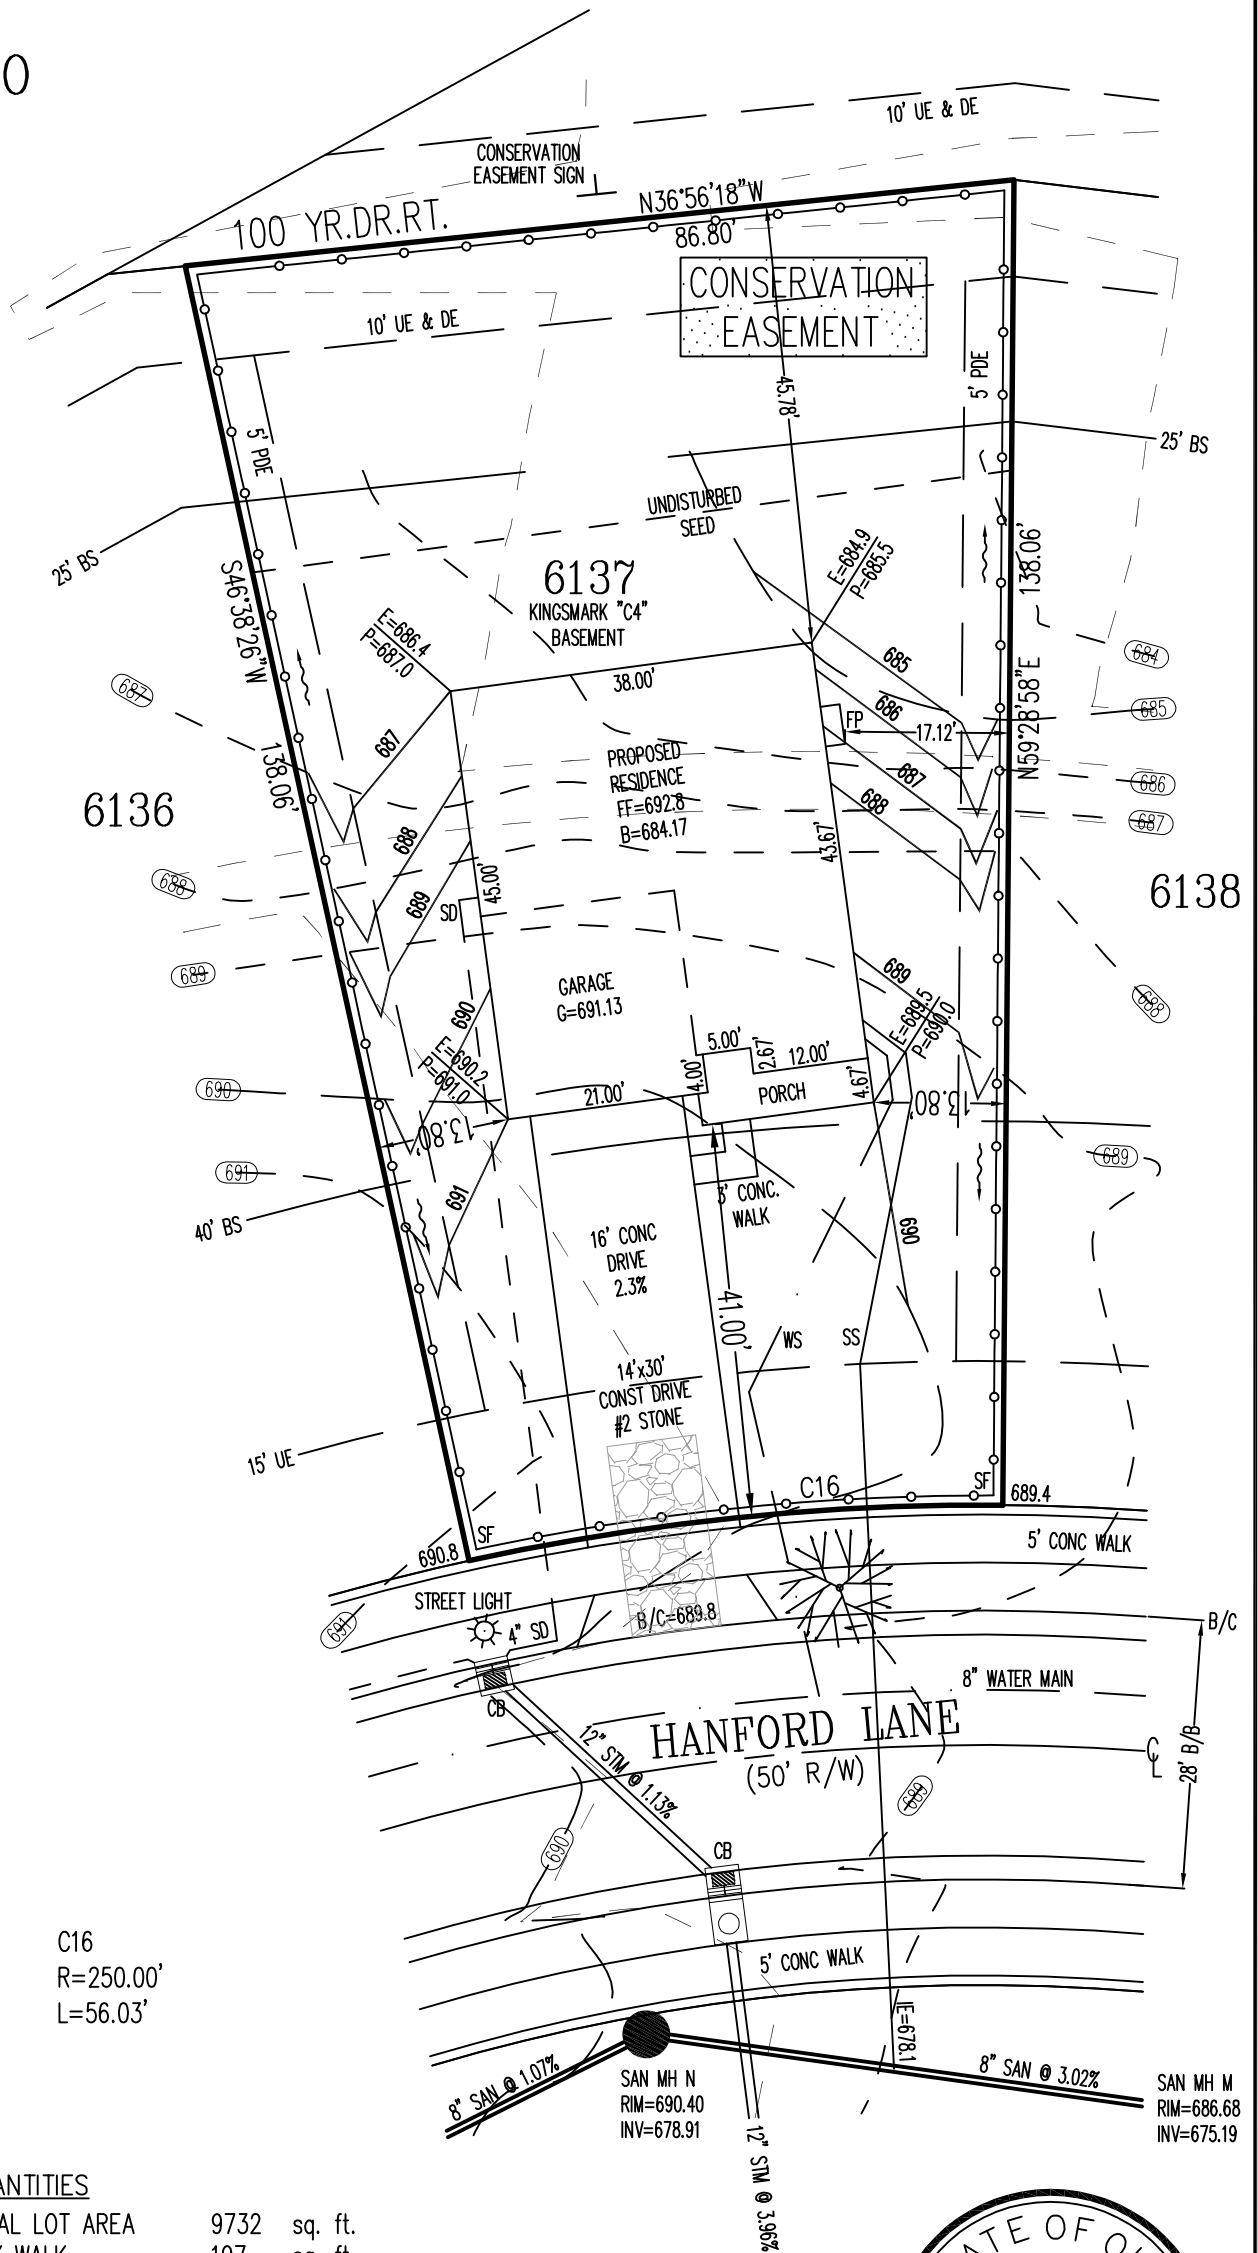 0
10' UE & DE
CONSERVATION
EASEMENT SIGN
N36°56'18"W
86.80'
100 YR.DR.RT.
CONSERVATION
EASEMENT
10' UE & DE
5' PDE
45.78'
5' PDE
25' BS
UNDISTURBED
SEED
25' BS
6137
KINGSMARK "C4"
BASEMENT
E=684.9
P=685.5
S46°38'26"W
138.06'
E=686.4
P=687.0
N59°28'58"E
138.06'
38.00'
684
685
686
687
687
687
685
686
687
688
FP
17.12'
PROPOSED
RESIDENCE
FF=692.8
B=684.17
6136
6138
43.67'
688
688
689
45.00'
SD
689
689
GARAGE
G=691.13
690
E=690.2
P=691.0
E=689.5
P=690.0
688
5.00'
2.67'
12.00'
4.00'
4.67'
PORCH
21.00'
690
13.80'
13.80'
691
691
689
40' BS
3' CONC.
WALK
690
16' CONC
DRIVE
2.3%
41.00'
WS
SS
14'x30'
CONST DRIVE
#2 STONE
15' UE
C16
SF
689.4
SF
690.8
5' CONC WALK
STREET LIGHT
691
4" SD
B/C=689.8
B/C
CB
8" WATER MAIN
HANFORD LANE
(50' R/W)
CL
28' B/B
12" STM @ 1.13%
689
690
CB
5' CONC WALK
C16
R=250.00'
L=56.03'
IE=678.1
8" SAN @ 1.07%
SAN MH N
RIM=690.40
INV=678.91
8" SAN @ 3.02%
SAN MH M
RIM=686.68
INV=675.19
12" STM @ 3.96%
ANTITIES
AL LOT AREA 9732 sq. ft.
WALK 107 sq. ft.
ATE OF O